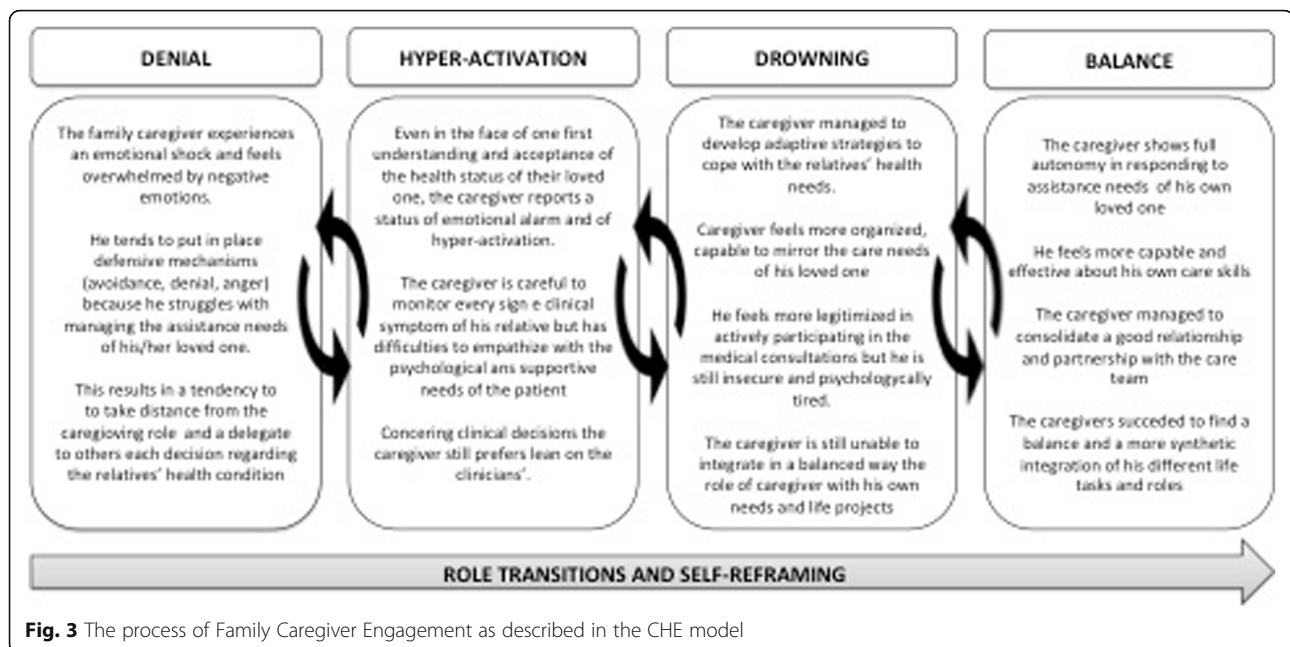 DENIAL
The family caregiver experiences
an emotional shock and feels
overwhelmed by negative
emotions.
He tends to put in place
defensive mechanisms
(avoidance, denial, anger)
because he struggles with
managing the assistance needs
of his/her loved one.
This results in a tendency to
to take distance from the
caregioving role and a delegate
to others each decision regarding
the relatives' health condition
HYPER-ACTIVATION
Even in the face of one first
understanding and acceptance of
the health status of their loved
one, the caregiver reports a
status of emotional alarm and of
hyper-activation.
The caregiver is careful to
monitor every sign e clinical
symptom of his relative but has
difficulties to empathize with the
psychological ans supportive
needs of the patient
Concering clinical decisions the
caregiver still prefers lean on the
clinicians'.
DROWNING
The caregiver managed to
develop adaptive strategies to
cope with the relatives' health
needs.
Caregiver feels more organized,
capable to mirror the care needs
of his loved one
He feels more legitimized in
actively participating in the
medical consultations but he is
still insecure and psychologycally
tired.
The caregiver is still unable to
integrate in a balanced way the
role of caregiver with his own
needs and life projects
BALANCE
The caregiver shows full
autonomy in responding to
assistance needs of his own
loved one
He feels more capable and
effective about his own care skills
The caregiver managed to
consolidate a good relationship
and partnership with the care
team
The caregivers succeded to find a
balance and a more synthetic
integration of his different life
tasks and roles
ROLE TRANSITIONS AND SELF-REFRAMING
Fig. 3 The process of Family Caregiver Engagement as described in the CHE model